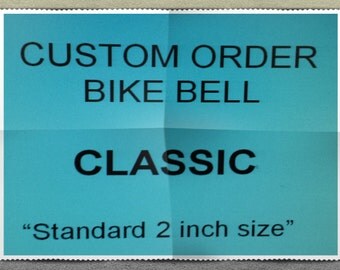 CUSTOM ORDER
BIKE BELL
CLASSIC
“Standard 2 inch size”